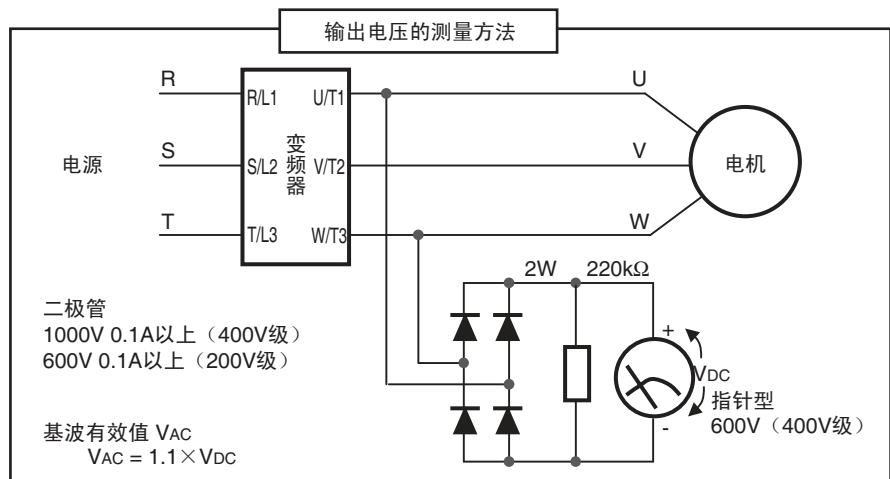 输出电压的测量方法
R
R/L1
U/T1
U
S
S/L2
V/T2
V
T
T/L3
W/T3
W
电源
变频器
电机
2W 220kΩ
二极管
1000V 0.1A以上（400V级）
600V 0.1A以上（200V级）
+
VDC
-
指针型
600V（400V级）
基波有效值 VAC
VAC = 1.1×VDC